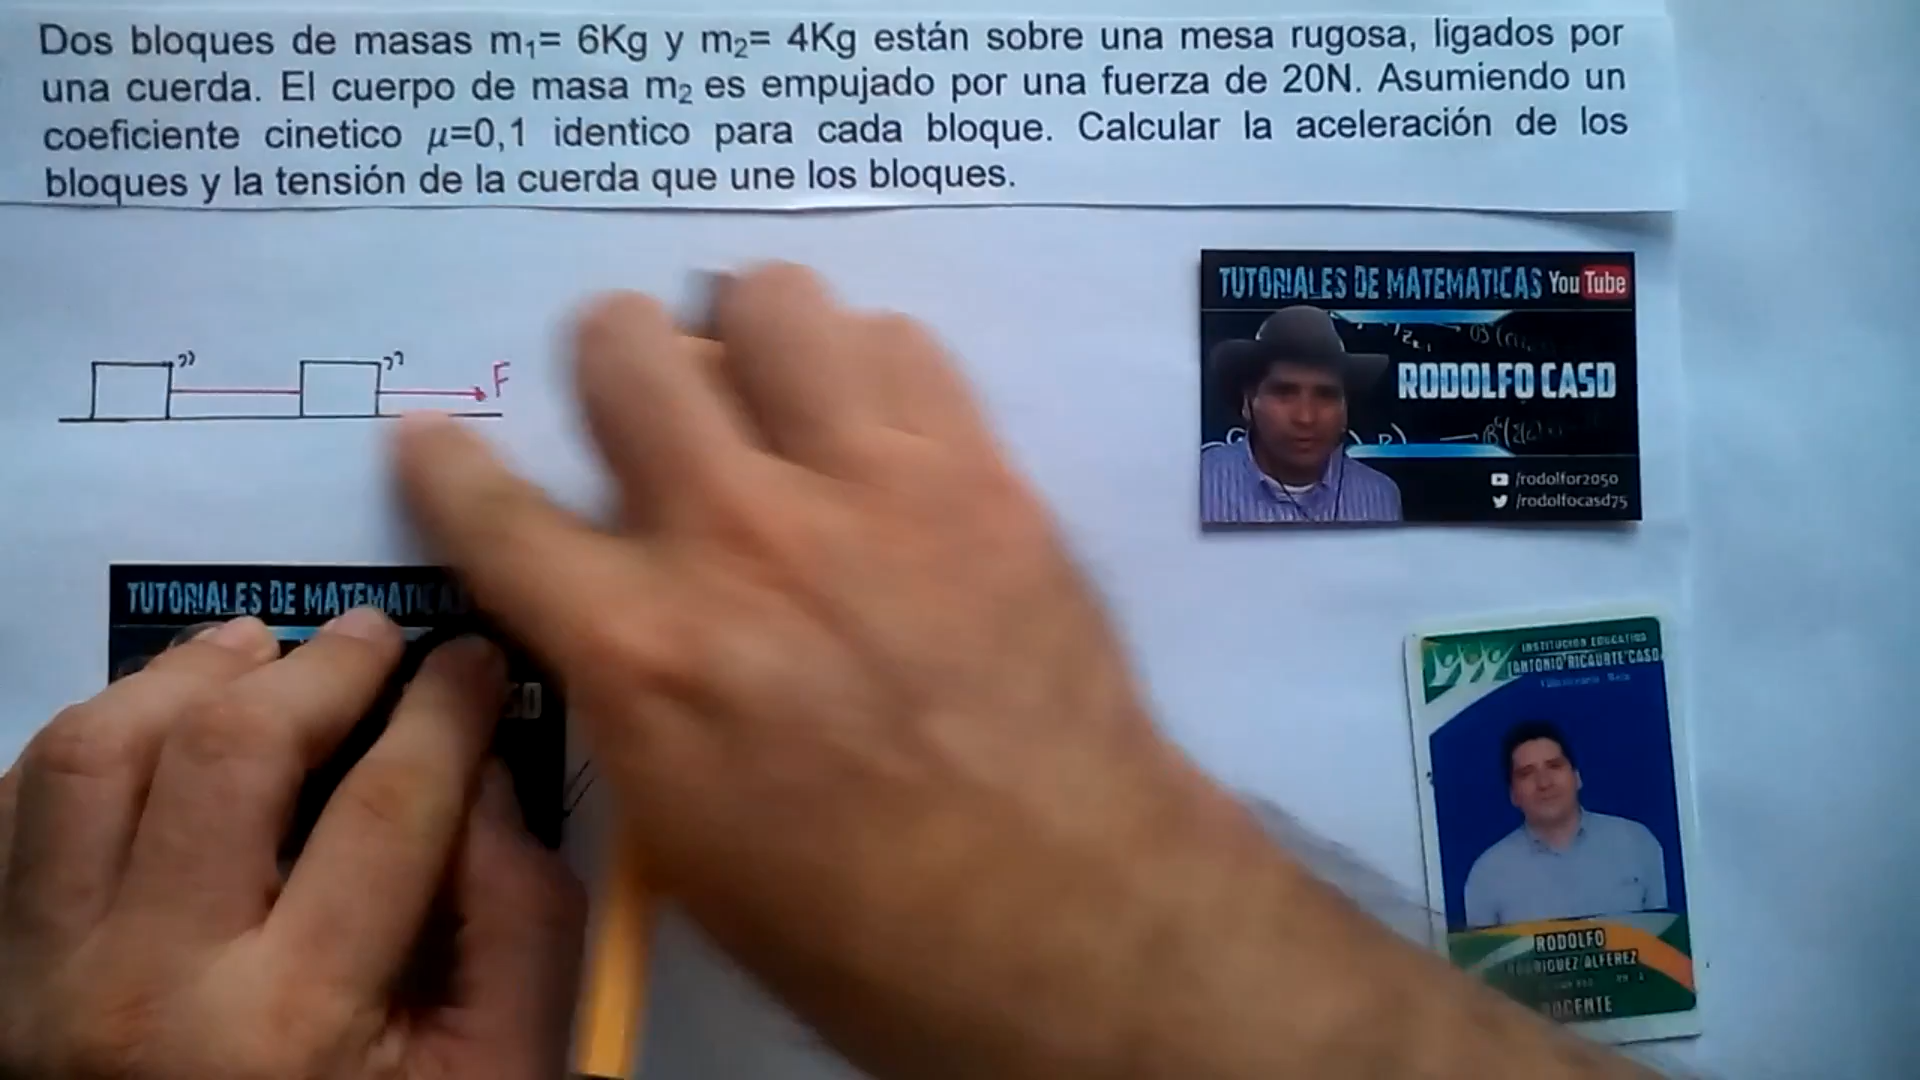 Dos bloques de masas m₁= 6Kg y m₂= 4Kg están sobre una mesa rugosa, ligados por
una cuerda. El cuerpo de masa m₂ es empujado por una fuerza de 20N. Asumiendo un
coeficiente cinetico μ=0,1 identico para cada bloque. Calcular la aceleración de los
bloques y la tensión de la cuerda que une los bloques.
F
TUTORIALES DE MATEMATICAS YouTube
RODOLFO CASD
/rodolfor2050
/rodolfocasd75
TUTORIALES DE MATEMATICA
INSTITUCION EDUCATIVA
ANTONIO RICAURTE CASD
RODOLFO
RODRIGUEZ ALFEREZ
DOCENTE